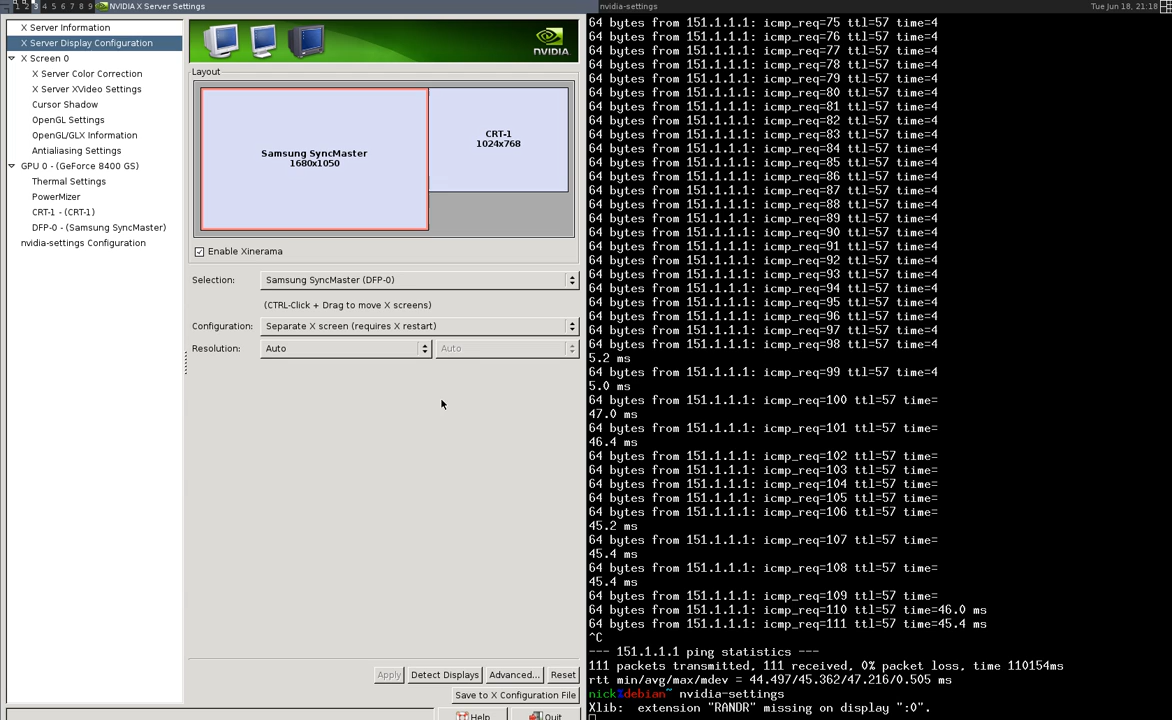 1 2 3 4 5 6 7 8 9 NVIDIA X Server Settings
nvidia-settings
Tue Jun 18, 21:18
X Server Information
X Server Display Configuration
X Screen 0
X Server Color Correction
X Server XVideo Settings
Cursor Shadow
OpenGL Settings
OpenGL/GLX Information
Antialiasing Settings
GPU 0 - (GeForce 8400 GS)
Thermal Settings
PowerMizer
CRT-1 - (CRT-1)
DFP-0 - (Samsung SyncMaster)
nvidia-settings Configuration
NVIDIA.
Layout
Samsung SyncMaster
1680x1050
CRT-1
1024x768
Enable Xinerama
Selection: Samsung SyncMaster (DFP-0)
(CTRL-Click + Drag to move X screens)
Configuration: Separate X screen (requires X restart)
Resolution: Auto Auto
Apply Detect Displays Advanced... Reset
Save to X Configuration File
Help Quit
64 bytes from 151.1.1.1: icmp_req=75 ttl=57 time=4
64 bytes from 151.1.1.1: icmp_req=76 ttl=57 time=4
64 bytes from 151.1.1.1: icmp_req=77 ttl=57 time=4
64 bytes from 151.1.1.1: icmp_req=78 ttl=57 time=4
64 bytes from 151.1.1.1: icmp_req=79 ttl=57 time=4
64 bytes from 151.1.1.1: icmp_req=80 ttl=57 time=4
64 bytes from 151.1.1.1: icmp_req=81 ttl=57 time=4
64 bytes from 151.1.1.1: icmp_req=82 ttl=57 time=4
64 bytes from 151.1.1.1: icmp_req=83 ttl=57 time=4
64 bytes from 151.1.1.1: icmp_req=84 ttl=57 time=4
64 bytes from 151.1.1.1: icmp_req=85 ttl=57 time=4
64 bytes from 151.1.1.1: icmp_req=86 ttl=57 time=4
64 bytes from 151.1.1.1: icmp_req=87 ttl=57 time=4
64 bytes from 151.1.1.1: icmp_req=88 ttl=57 time=4
64 bytes from 151.1.1.1: icmp_req=89 ttl=57 time=4
64 bytes from 151.1.1.1: icmp_req=90 ttl=57 time=4
64 bytes from 151.1.1.1: icmp_req=91 ttl=57 time=4
64 bytes from 151.1.1.1: icmp_req=92 ttl=57 time=4
64 bytes from 151.1.1.1: icmp_req=93 ttl=57 time=4
64 bytes from 151.1.1.1: icmp_req=94 ttl=57 time=4
64 bytes from 151.1.1.1: icmp_req=95 ttl=57 time=4
64 bytes from 151.1.1.1: icmp_req=96 ttl=57 time=4
64 bytes from 151.1.1.1: icmp_req=97 ttl=57 time=4
64 bytes from 151.1.1.1: icmp_req=98 ttl=57 time=4
5.2 ms
64 bytes from 151.1.1.1: icmp_req=99 ttl=57 time=4
5.0 ms
64 bytes from 151.1.1.1: icmp_req=100 ttl=57 time=
47.0 ms
64 bytes from 151.1.1.1: icmp_req=101 ttl=57 time=
46.4 ms
64 bytes from 151.1.1.1: icmp_req=102 ttl=57 time=
64 bytes from 151.1.1.1: icmp_req=103 ttl=57 time=
64 bytes from 151.1.1.1: icmp_req=104 ttl=57 time=
64 bytes from 151.1.1.1: icmp_req=105 ttl=57 time=
64 bytes from 151.1.1.1: icmp_req=106 ttl=57 time=
45.2 ms
64 bytes from 151.1.1.1: icmp_req=107 ttl=57 time=
45.4 ms
64 bytes from 151.1.1.1: icmp_req=108 ttl=57 time=
45.4 ms
64 bytes from 151.1.1.1: icmp_req=109 ttl=57 time=
64 bytes from 151.1.1.1: icmp_req=110 ttl=57 time=46.0 ms
64 bytes from 151.1.1.1: icmp_req=111 ttl=57 time=45.4 ms
^C
--- 151.1.1.1 ping statistics ---
111 packets transmitted, 111 received, 0% packet loss, time 110154ms
rtt min/avg/max/mdev = 44.497/45.362/47.216/0.505 ms
nick%debian~ nvidia-settings
Xlib: extension "RANDR" missing on display ":0".